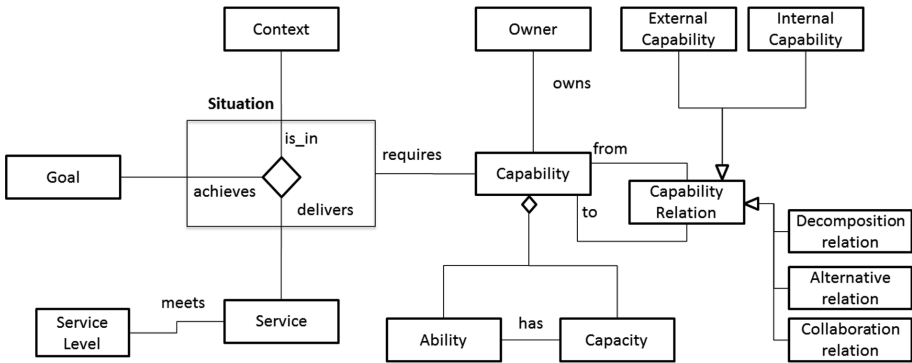 Context
Owner
External
Capability
Internal
Capability
owns
Situation
is_in
requires
from
Goal
achieves
Capability
Capability
Relation
delivers
to
Decomposition
relation
meets
Alternative
relation
Service
Level
Service
Ability
has
Capacity
Collaboration
relation